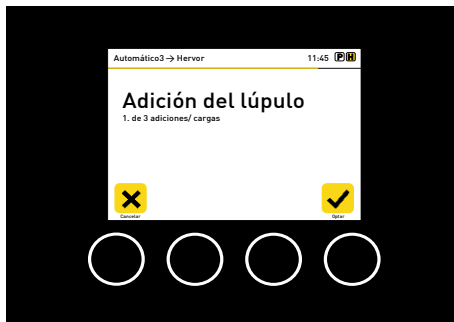 Automático3 → Hervor 11:45 P H
Adición del lúpulo
1. de 3 adiciones/ cargas
Cancelar Optar